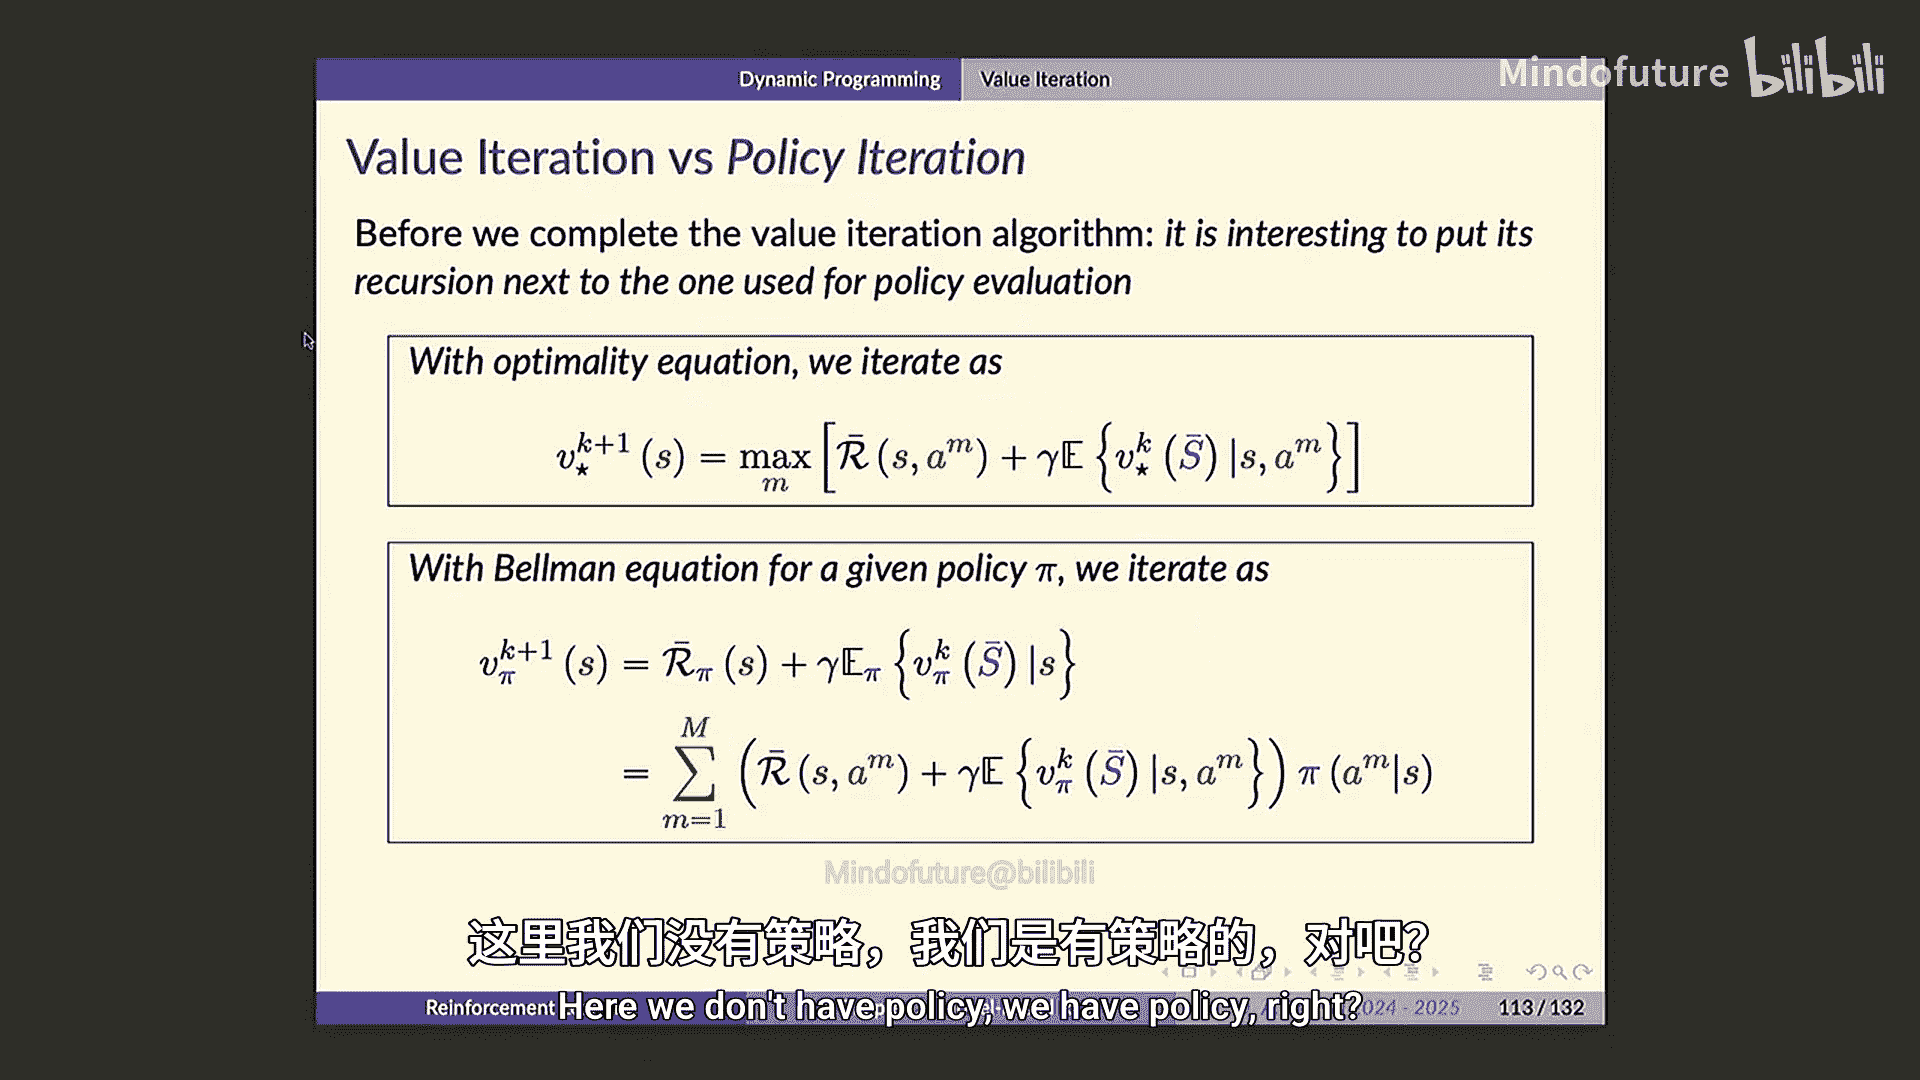 Mindofuture bilibili
Dynamic Programming Value Iteration
Value Iteration vs Policy Iteration
Before we complete the value iteration algorithm: it is interesting to put its
recursion next to the one used for policy evaluation
With optimality equation, we iterate as
v⋆^{k+1} (s) = max_m [ R̄ (s, a^m) + γ𝔼 { v⋆^k (S̄) |s, a^m } ]
With Bellman equation for a given policy π, we iterate as
v_π^{k+1} (s) = R̄_π (s) + γ𝔼_π { v_π^k (S̄) |s }
= ∑_{m=1}^{M} ( R̄ (s, a^m) + γ𝔼 { v_π^k (S̄) |s, a^m } ) π (a^m|s)
Mindofuture@bilibili
这里我们没有策略，我们是有策略的，对吧？
Reinforcement 2024 - 2025 113 / 132
Here we don't have policy, we have policy, right?